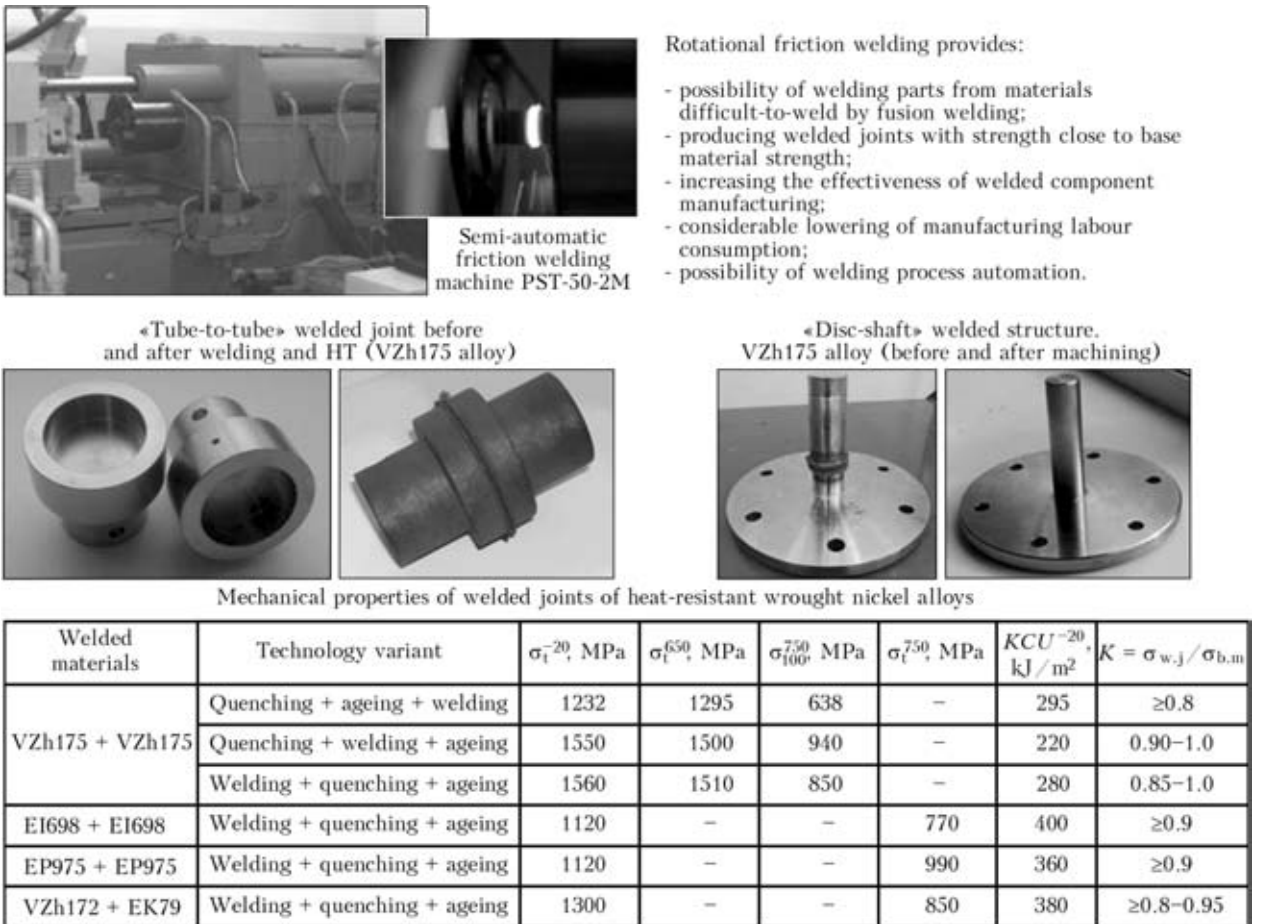 Rotational friction welding provides:
- possibility of welding parts from materials
difficult-to-weld by fusion welding;
- producing welded joints with strength close to base
material strength;
- increasing the effectiveness of welded component
manufacturing;
- considerable lowering of manufacturing labour
consumption;
- possibility of welding process automation.
Semi-automatic
friction welding
machine PST-50-2M
«Tube-to-tube» welded joint before
and after welding and HT (VZh175 alloy)
«Disc-shaft» welded structure.
VZh175 alloy (before and after machining)
Mechanical properties of welded joints of heat-resistant wrought nickel alloys
Welded materials | Technology variant | σt^-20, MPa | σt^650, MPa | σ100^750, MPa | σt^750, MPa | KCU^-20, kJ/m² | K = σw.j/σb.m
VZh175 + VZh175 | Quenching + ageing + welding | 1232 | 1295 | 638 | – | 295 | ≥0.8
Quenching + welding + ageing | 1550 | 1500 | 940 | – | 220 | 0.90–1.0
Welding + quenching + ageing | 1560 | 1510 | 850 | – | 280 | 0.85–1.0
EI698 + EI698 | Welding + quenching + ageing | 1120 | – | – | 770 | 400 | ≥0.9
EP975 + EP975 | Welding + quenching + ageing | 1120 | – | – | 990 | 360 | ≥0.9
VZh172 + EK79 | Welding + quenching + ageing | 1300 | – | – | 850 | 380 | ≥0.8–0.95